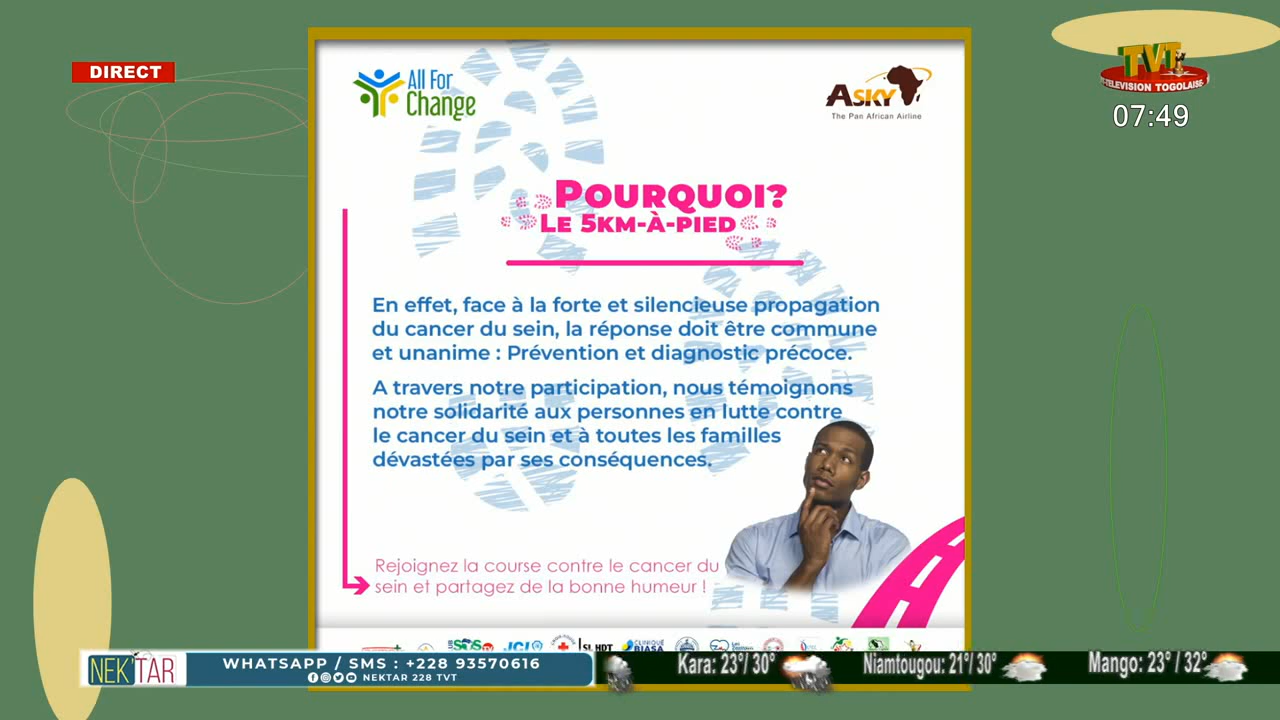 DIRECT
TVT
TELEVISION TOGOLAISE
07:49
All For
Change
ASKY
The Pan African Airline
POURQUOI?
LE 5KM-À-PIED
En effet, face à la forte et silencieuse propagation
du cancer du sein, la réponse doit être commune
et unanime : Prévention et diagnostic précoce.
A travers notre participation, nous témoignons
notre solidarité aux personnes en lutte contre
le cancer du sein et à toutes les familles
dévastées par ses conséquences.
Rejoignez la course contre le cancer du
sein et partagez de la bonne humeur !
CLINIQUE
BIASA
NEK'TAR
WHATSAPP / SMS : +228 93570616
NEKTAR 228 TVT
Kara: 23°/ 30°
Niamtougou: 21°/ 30°
Mango: 23° / 32°